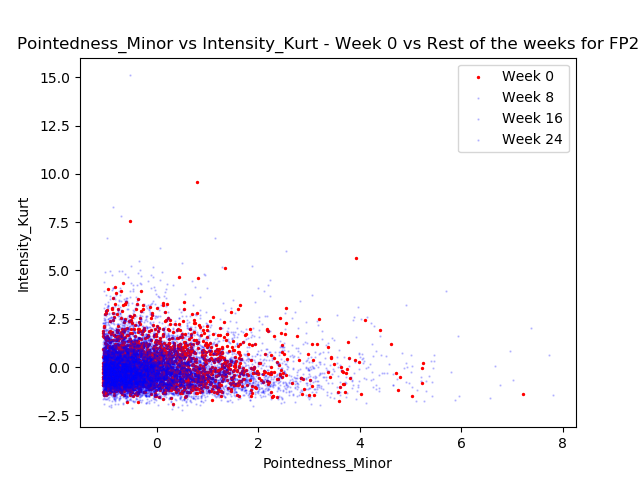 Pointedness_Minor vs Intensity_Kurt - Week 0 vs Rest of the weeks for FP2
15.0
12.5
10.0
7.5
5.0
2.5
0.0
−2.5
Intensity_Kurt
Week 0
Week 8
Week 16
Week 24
0
2
4
6
8
Pointedness_Minor